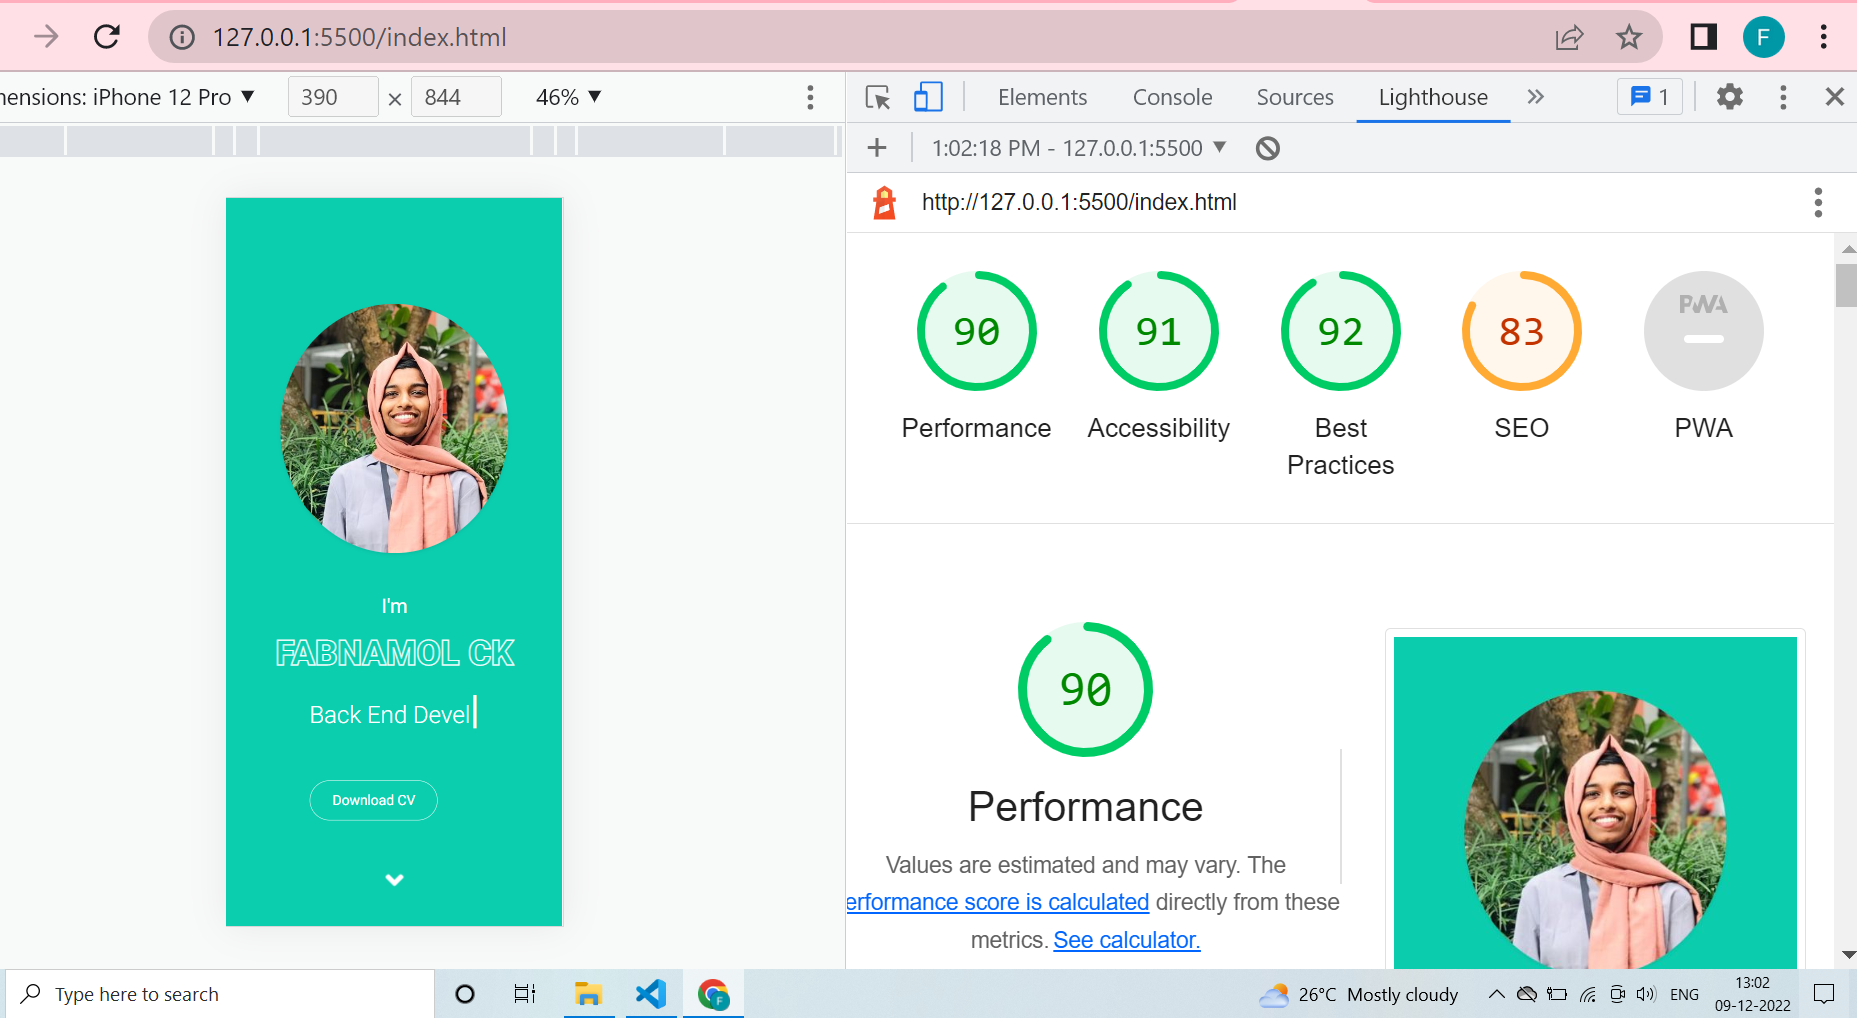 127.0.0.1:5500/index.html
F
nensions: iPhone 12 Pro ▼ 390 × 844 46% ▼
Elements Console Sources Lighthouse » 1
+ 1:02:18 PM - 127.0.0.1:5500 ▼
http://127.0.0.1:5500/index.html
90 91 92 83 PWA
Performance Accessibility Best Practices SEO PWA
I'm
FABNAMOL CK
Back End Devel
Download CV
90
Performance
Values are estimated and may vary. The
erformance score is calculated directly from these
metrics. See calculator.
Type here to search
F
26°C Mostly cloudy
ENG
13:02
09-12-2022